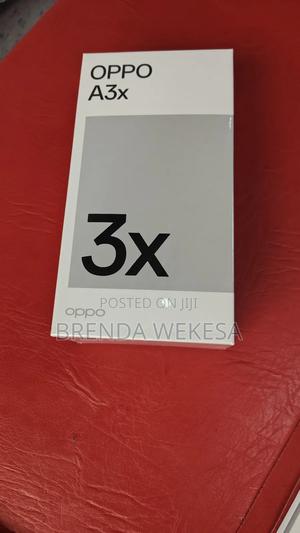 OPPO
A3x
3x
POSTED ON JIJI
oppo
BRENDA WEKESA